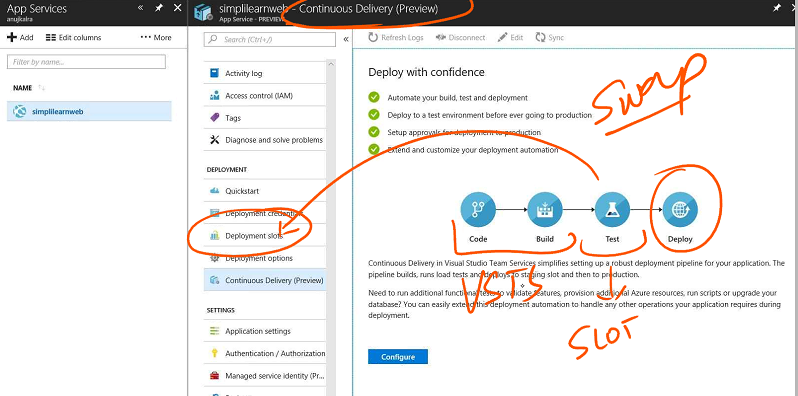 App Services
anujkalra
Add
Edit columns
More
Filter by name...
NAME
simplilearnweb
simplilearnweb - Continuous Delivery (Preview)
App Service - PREVIEW
Search (Ctrl+/)
Activity log
Access control (IAM)
Tags
Diagnose and solve problems
DEPLOYMENT
Quickstart
Deployment credentials
Deployment slots
Deployment options
Continuous Delivery (Preview)
SETTINGS
Application settings
Authentication / Authorization
Managed service identity (Pr...
Refresh Logs
Disconnect
Edit
Sync
Deploy with confidence
Automate your build, test and deployment
Deploy to a test environment before ever going to production
Setup approvals for deployment to production
Extend and customize your deployment automation
Swap
Code
Build
Test
Deploy
Continuous Delivery in Visual Studio Team Services simplifies setting up a robust deployment pipeline for your application. The
pipeline builds, runs load tests and deploys to staging slot and then to production.
Need to run additional functional tests to validate features, provision additional Azure resources, run scripts or upgrade your
database? You can easily extend this deployment automation to handle any other operations your application requires during
deployment.
VSTS
SLOT
Configure